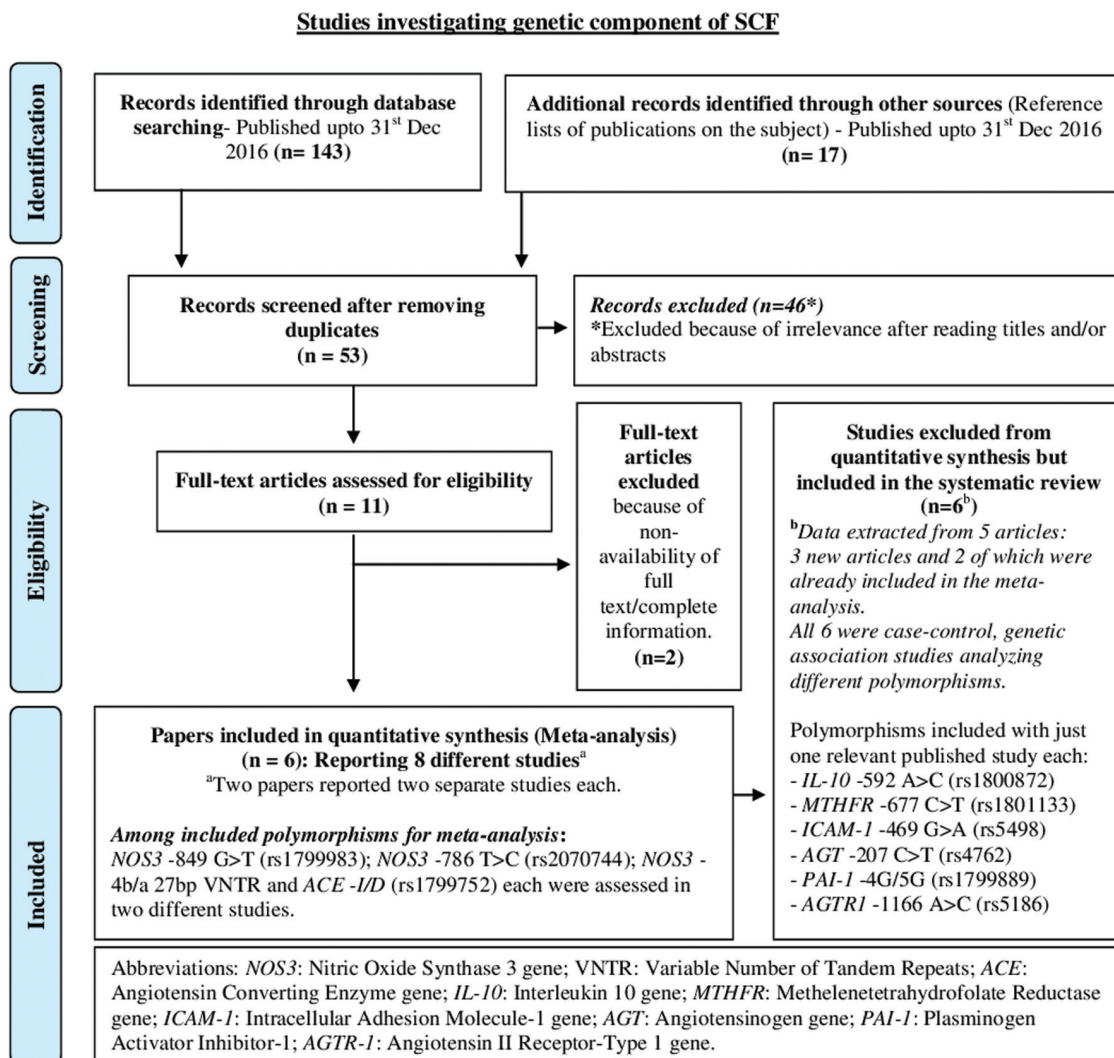 Studies investigating genetic component of SCF
Identification
Records identified through database
searching- Published upto 31st Dec
2016 (n= 143)
Additional records identified through other sources (Reference
lists of publications on the subject) - Published upto 31st Dec 2016
(n= 17)
Screening
Records screened after removing
duplicates
(n = 53)
Records excluded (n=46*)
*Excluded because of irrelevance after reading titles and/or
abstracts
Eligibility
Full-text articles assessed for eligibility
(n = 11)
Full-text
articles
excluded
because of
non-
availability of
full
text/complete
information.
(n=2)
Studies excluded from
quantitative synthesis but
included in the systematic review
(n=6b)
bData extracted from 5 articles:
3 new articles and 2 of which were
already included in the meta-
analysis.
All 6 were case-control, genetic
association studies analyzing
different polymorphisms.
Polymorphisms included with just
one relevant published study each:
- IL-10 -592 A>C (rs1800872)
- MTHFR -677 C>T (rs1801133)
- ICAM-1 -469 G>A (rs5498)
- AGT -207 C>T (rs4762)
- PAI-1 -4G/5G (rs1799889)
- AGTR1 -1166 A>C (rs5186)
Included
Papers included in quantitative synthesis (Meta-analysis)
(n = 6): Reporting 8 different studiesa
aTwo papers reported two separate studies each.
Among included polymorphisms for meta-analysis:
NOS3 -849 G>T (rs1799983); NOS3 -786 T>C (rs2070744); NOS3 -
4b/a 27bp VNTR and ACE -I/D (rs1799752) each were assessed in
two different studies.
Abbreviations: NOS3: Nitric Oxide Synthase 3 gene; VNTR: Variable Number of Tandem Repeats; ACE:
Angiotensin Converting Enzyme gene; IL-10: Interleukin 10 gene; MTHFR: Methelenetetrahydrofolate Reductase
gene; ICAM-1: Intracellular Adhesion Molecule-1 gene; AGT: Angiotensinogen gene; PAI-1: Plasminogen
Activator Inhibitor-1; AGTR-1: Angiotensin II Receptor-Type 1 gene.